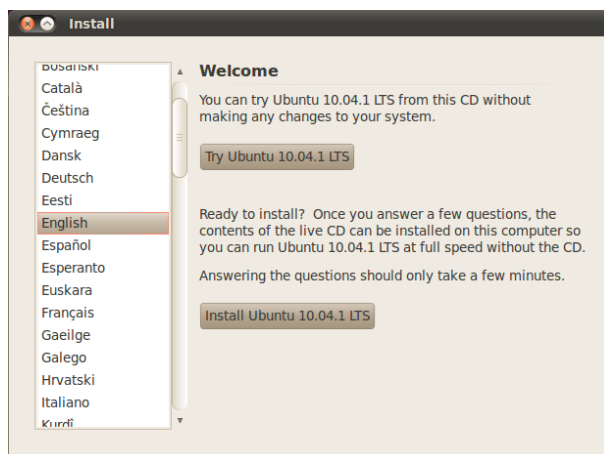 Install
Bosanski
Català
Čeština
Cymraeg
Dansk
Deutsch
Eesti
English
Español
Esperanto
Euskara
Français
Gaeilge
Galego
Hrvatski
Italiano
Kurdî
Welcome
You can try Ubuntu 10.04.1 LTS from this CD without
making any changes to your system.
Try Ubuntu 10.04.1 LTS
Ready to install?  Once you answer a few questions, the
contents of the live CD can be installed on this computer so
you can run Ubuntu 10.04.1 LTS at full speed without the CD.
Answering the questions should only take a few minutes.
Install Ubuntu 10.04.1 LTS